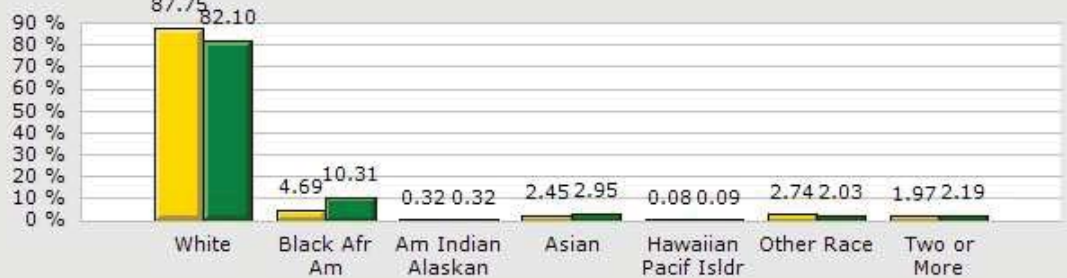 87.75 82.10
90 %
80 %
70 %
60 %
50 %
40 %
30 %
20 %
10 %
0 %
4.69 10.31
0.32 0.32
2.45 2.95
0.08 0.09
2.74 2.03
1.97 2.19
White
Black Afr
Am
Am Indian
Alaskan
Asian
Hawaiian
Pacif Isldr
Other Race
Two or
More